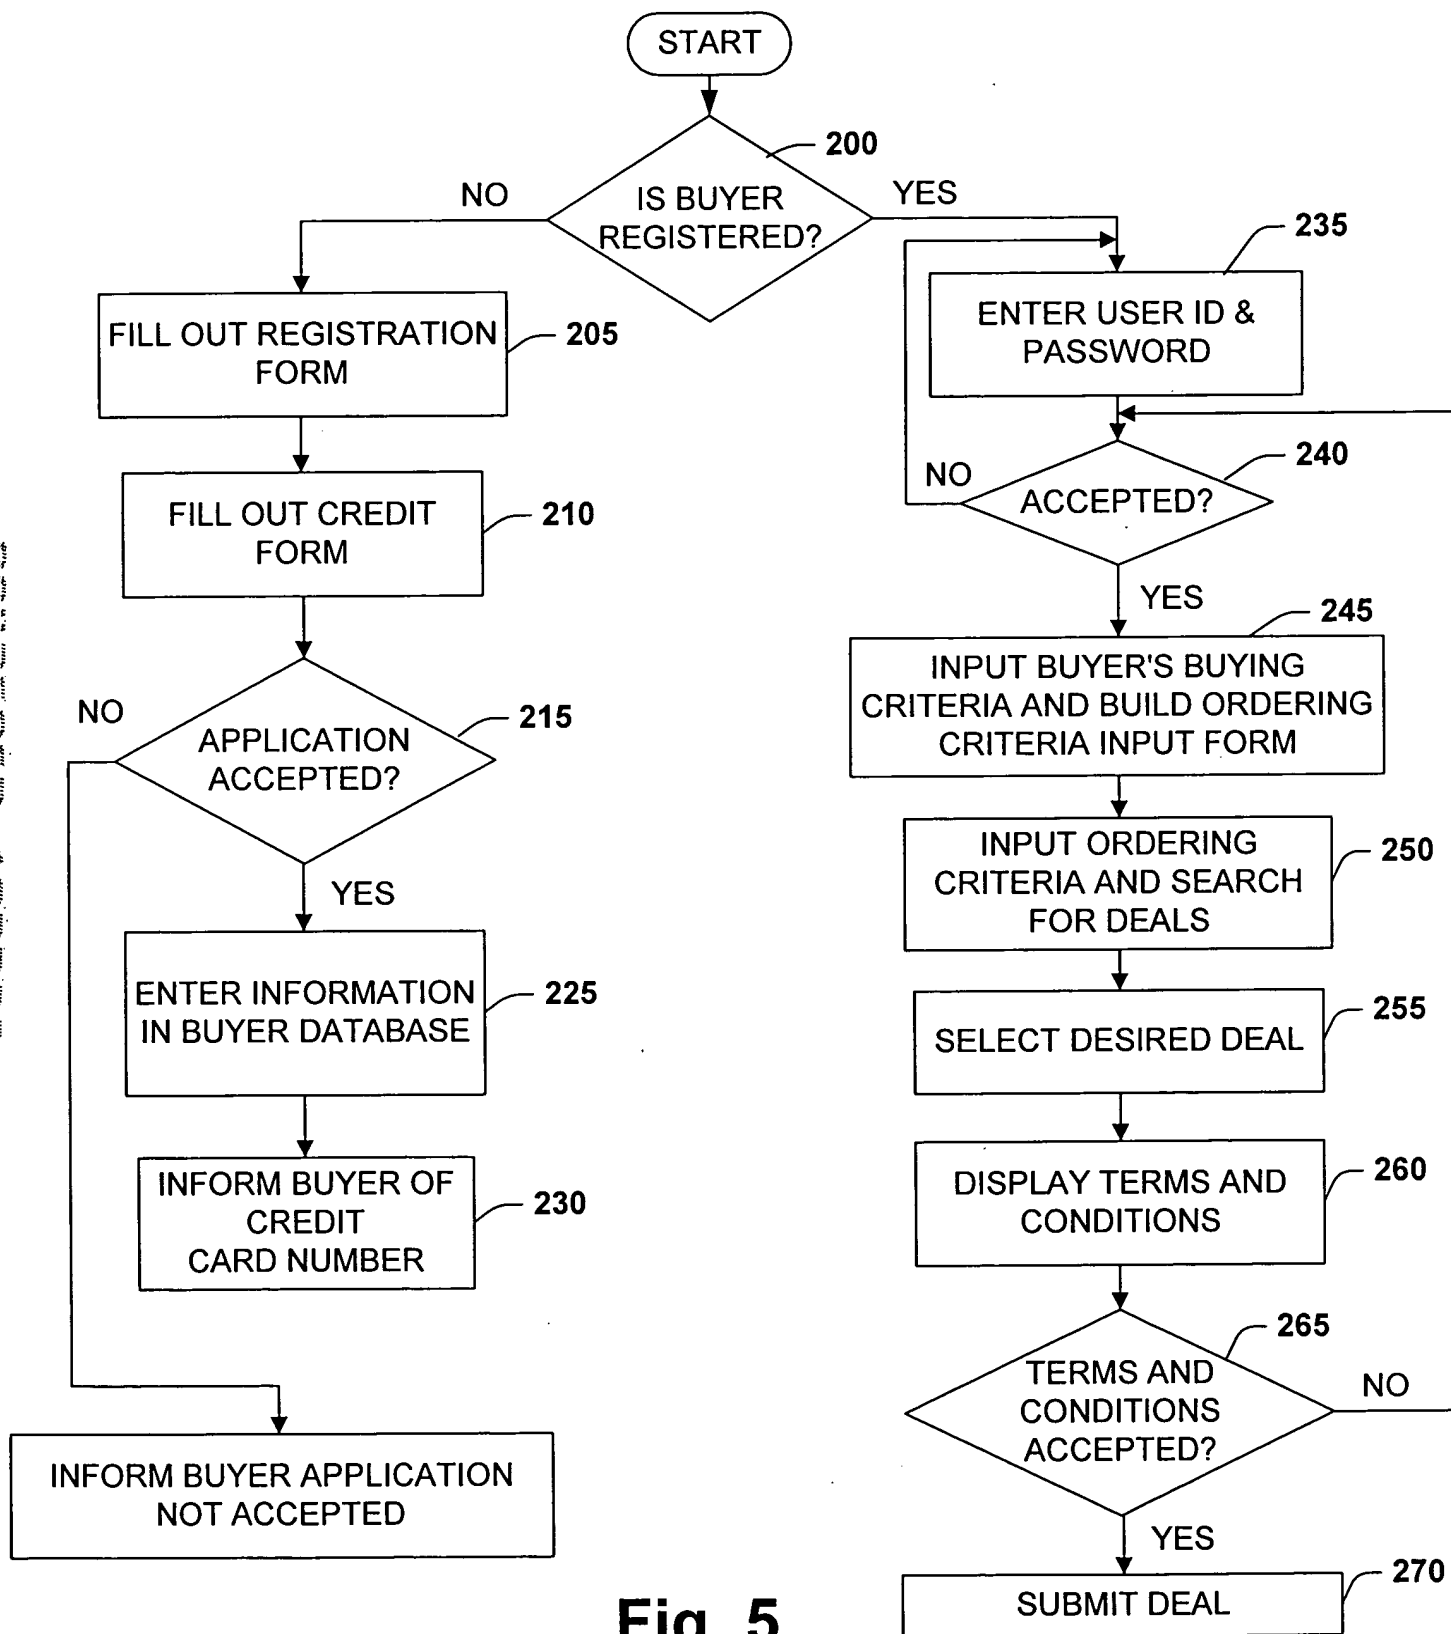 START
200
IS BUYER
REGISTERED?
NO
YES
235
ENTER USER ID &
PASSWORD
FILL OUT REGISTRATION
FORM
205
240
NO
ACCEPTED?
YES
FILL OUT CREDIT
FORM
210
245
INPUT BUYER'S BUYING
CRITERIA AND BUILD ORDERING
CRITERIA INPUT FORM
NO
215
APPLICATION
ACCEPTED?
YES
INPUT ORDERING
CRITERIA AND SEARCH
FOR DEALS
250
ENTER INFORMATION
IN BUYER DATABASE
225
SELECT DESIRED DEAL
255
INFORM BUYER OF
CREDIT
CARD NUMBER
230
DISPLAY TERMS AND
CONDITIONS
260
265
TERMS AND
CONDITIONS
ACCEPTED?
NO
YES
INFORM BUYER APPLICATION
NOT ACCEPTED
SUBMIT DEAL
270
Fig. 5